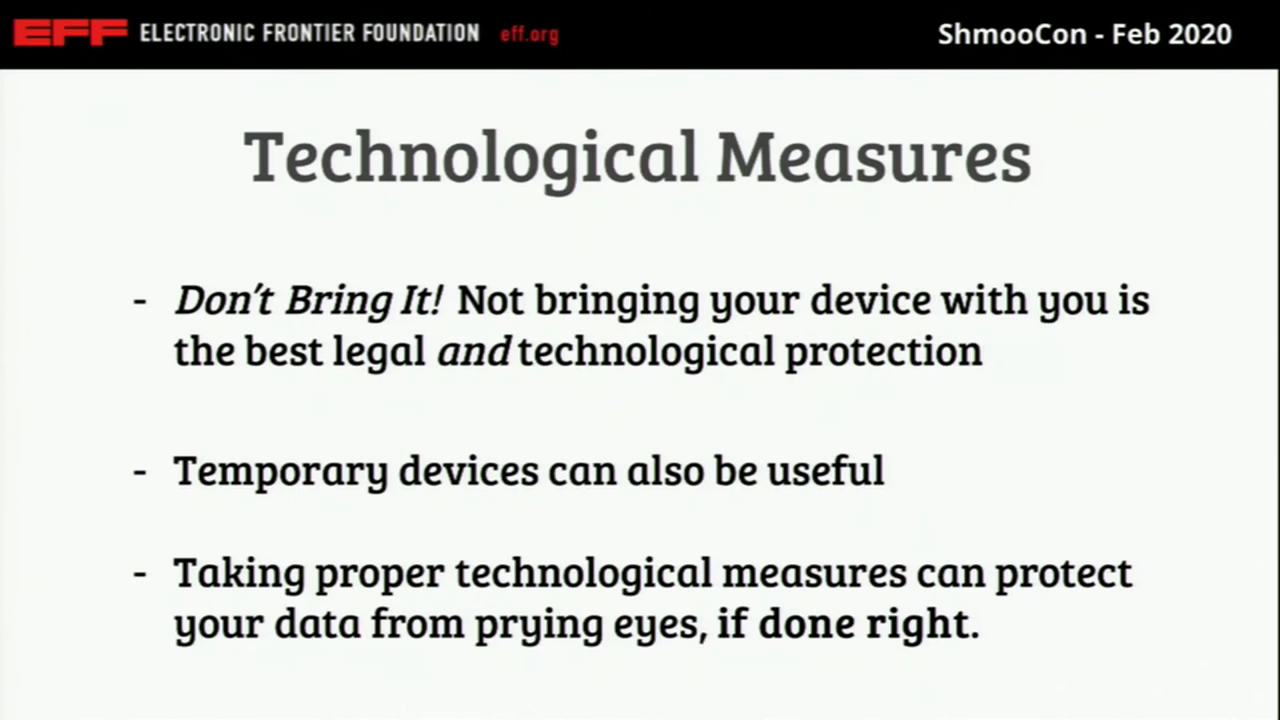 EFF ELECTRONIC FRONTIER FOUNDATION eff.org
ShmooCon - Feb 2020
Technological Measures
- Don't Bring It! Not bringing your device with you is
the best legal and technological protection
- Temporary devices can also be useful
- Taking proper technological measures can protect
your data from prying eyes, if done right.